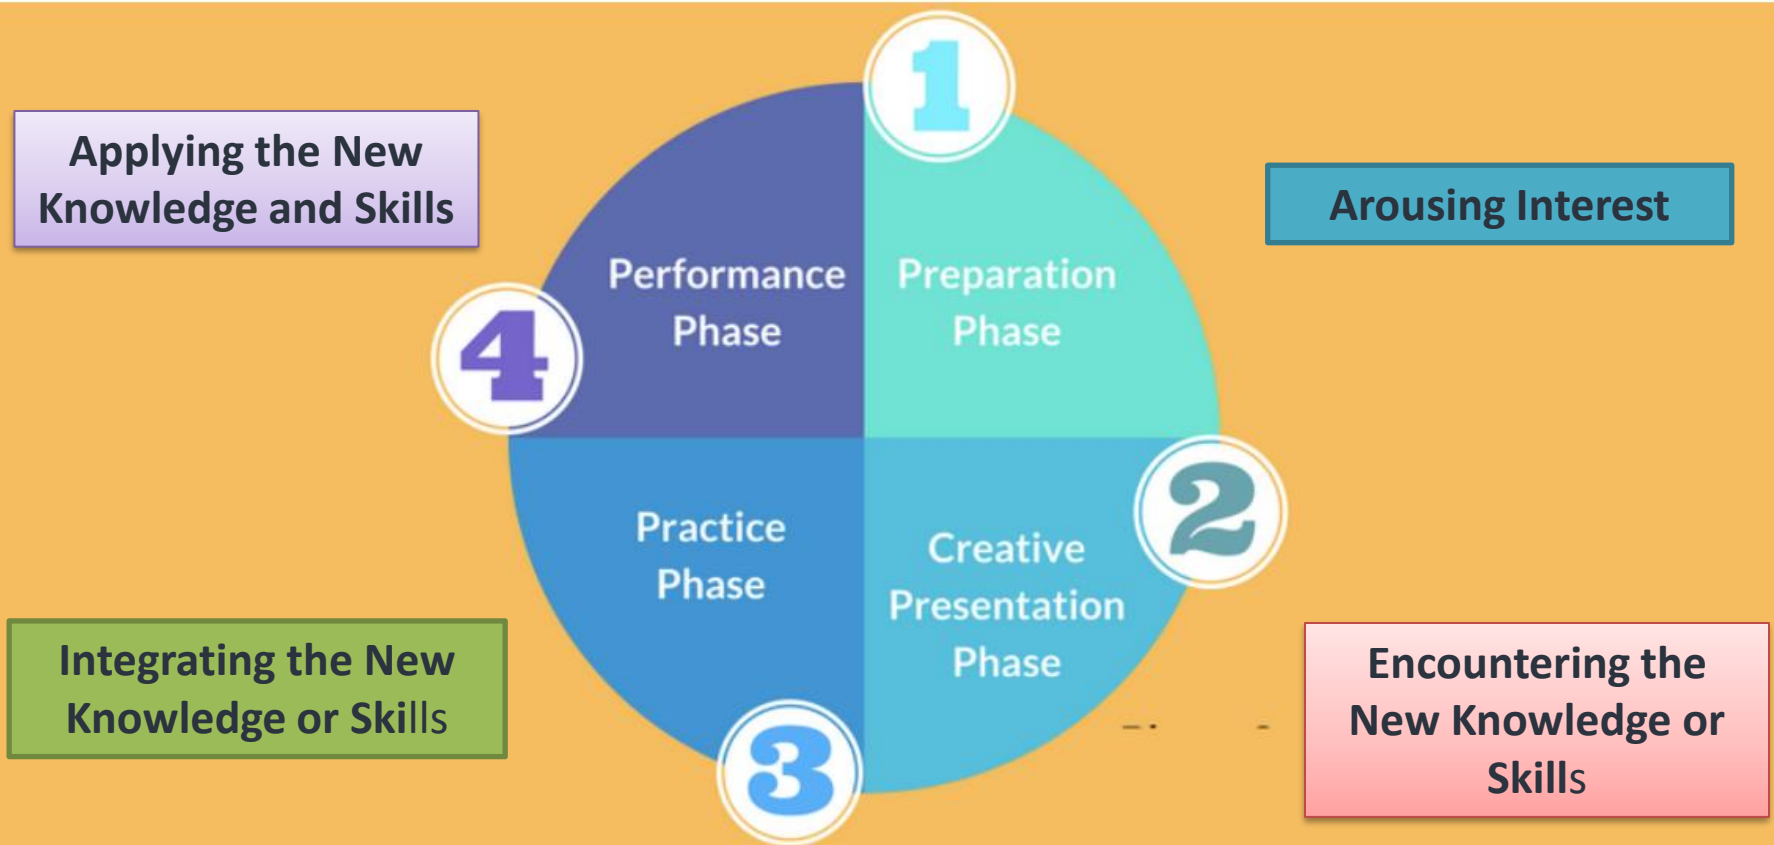 1
Applying the New
Knowledge and Skills
Arousing Interest
Performance
Phase
Preparation
Phase
4
2
Practice
Phase
Creative
Presentation
Phase
Integrating the New
Knowledge or Skills
Encountering the
New Knowledge or
Skills
3